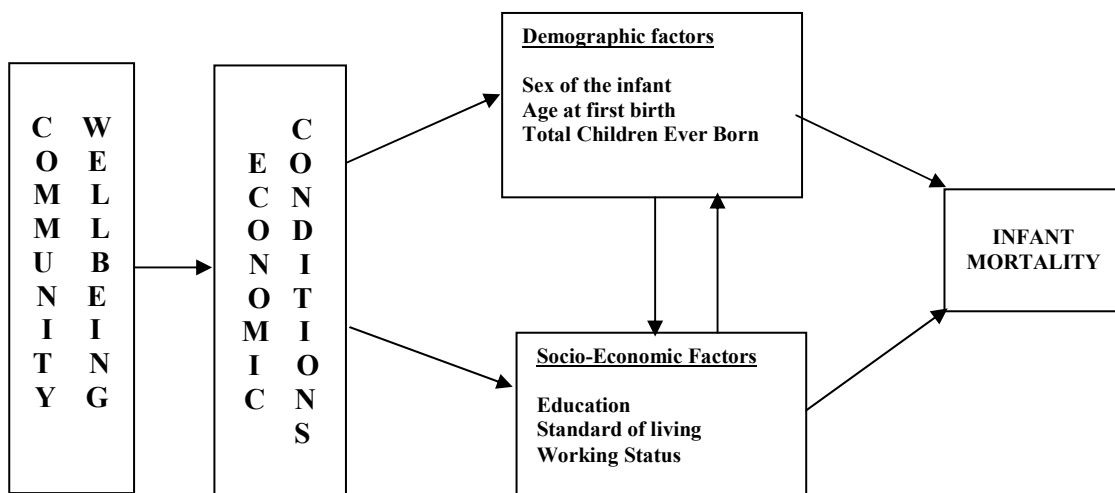 COMMUNITY
WELLBEING
ECONOMIC
CONDITIONS
Demographic factors
Sex of the infant
Age at first birth
Total Children Ever Born
Socio-Economic Factors
Education
Standard of living
Working Status
INFANT
MORTALITY